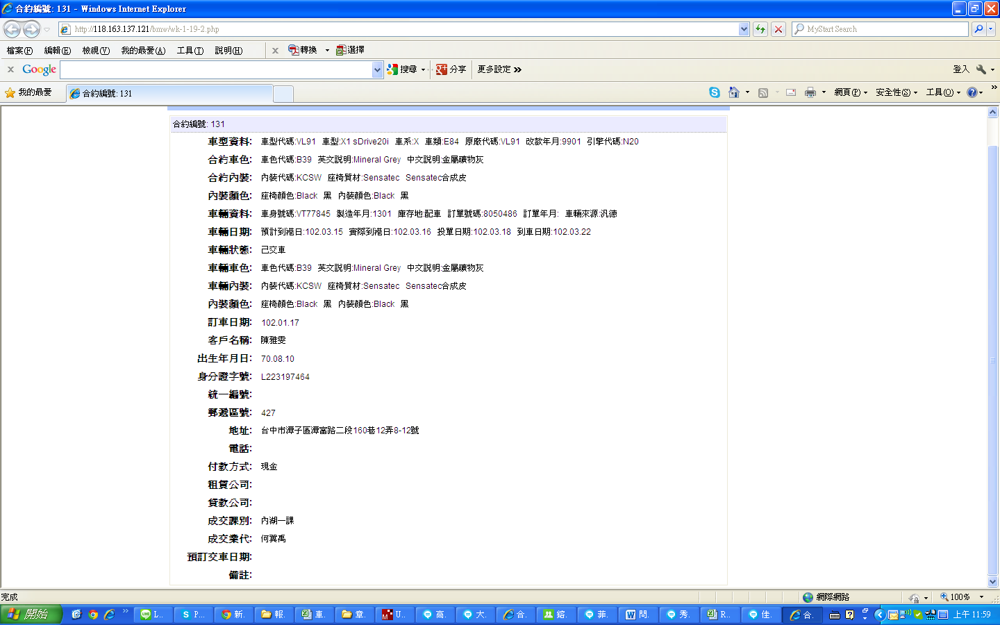 合約編號: 131 - Windows Internet Explorer
http://118.163.137.121/bmw/wk-1-19-2.php
MyStart Search
檔案(F) 編輯(E) 檢視(V) 我的最愛(A) 工具(T) 說明(H) x 轉換 選擇
x Google 搜尋 分享 更多設定 » 登入
我的最愛 合約編號: 131 網頁(P) 安全性(S) 工具(O) »
合約編號: 131
車型資料: 車型代碼:VL91 車型:X1 sDrive20i 車系:X 車類:E84 原廠代碼:VL91 改款年月:9901 引擎代碼:N20
合約車色: 車色代碼:B39 英文說明:Mineral Grey 中文說明:金屬礦物灰
合約內裝: 內裝代碼:KCSW 座椅質材:Sensatec Sensatec合成皮
內裝顏色: 座椅顏色:Black 黑 內裝顏色:Black 黑
車輛資料: 車身號碼:VT77845 製造年月:1301 庫存地:配車 訂單號碼:8050486 訂單年月: 車輛來源:汎德
車輛日期: 預計到港日:102.03.15 實際到港日:102.03.16 投單日期:102.03.18 到車日期:102.03.22
車輛狀態: 己交車
車輛車色: 車色代碼:B39 英文說明:Mineral Grey 中文說明:金屬礦物灰
車輛內裝: 內裝代碼:KCSW 座椅質材:Sensatec Sensatec合成皮
內裝顏色: 座椅顏色:Black 黑 內裝顏色:Black 黑
訂車日期: 102.01.17
客戶名稱: 陳雅雯
出生年月日: 70.08.10
身分證字號: L223197464
統一編號:
郵遞區號: 427
地址: 台中市潭子區潭富路二段160巷12弄8-12號
電話:
付款方式: 現金
租賃公司:
貸款公司:
成交課別: 內湖一課
成交業代: 何冀禹
預訂交車日期:
備註:
完成 網際網路 100%
開始 » L... P... 新. 報. 車. 章. U... 高. 大. 合. 鎔. 菲. 問. 秀. R... 佳. 合. 上午 11:59